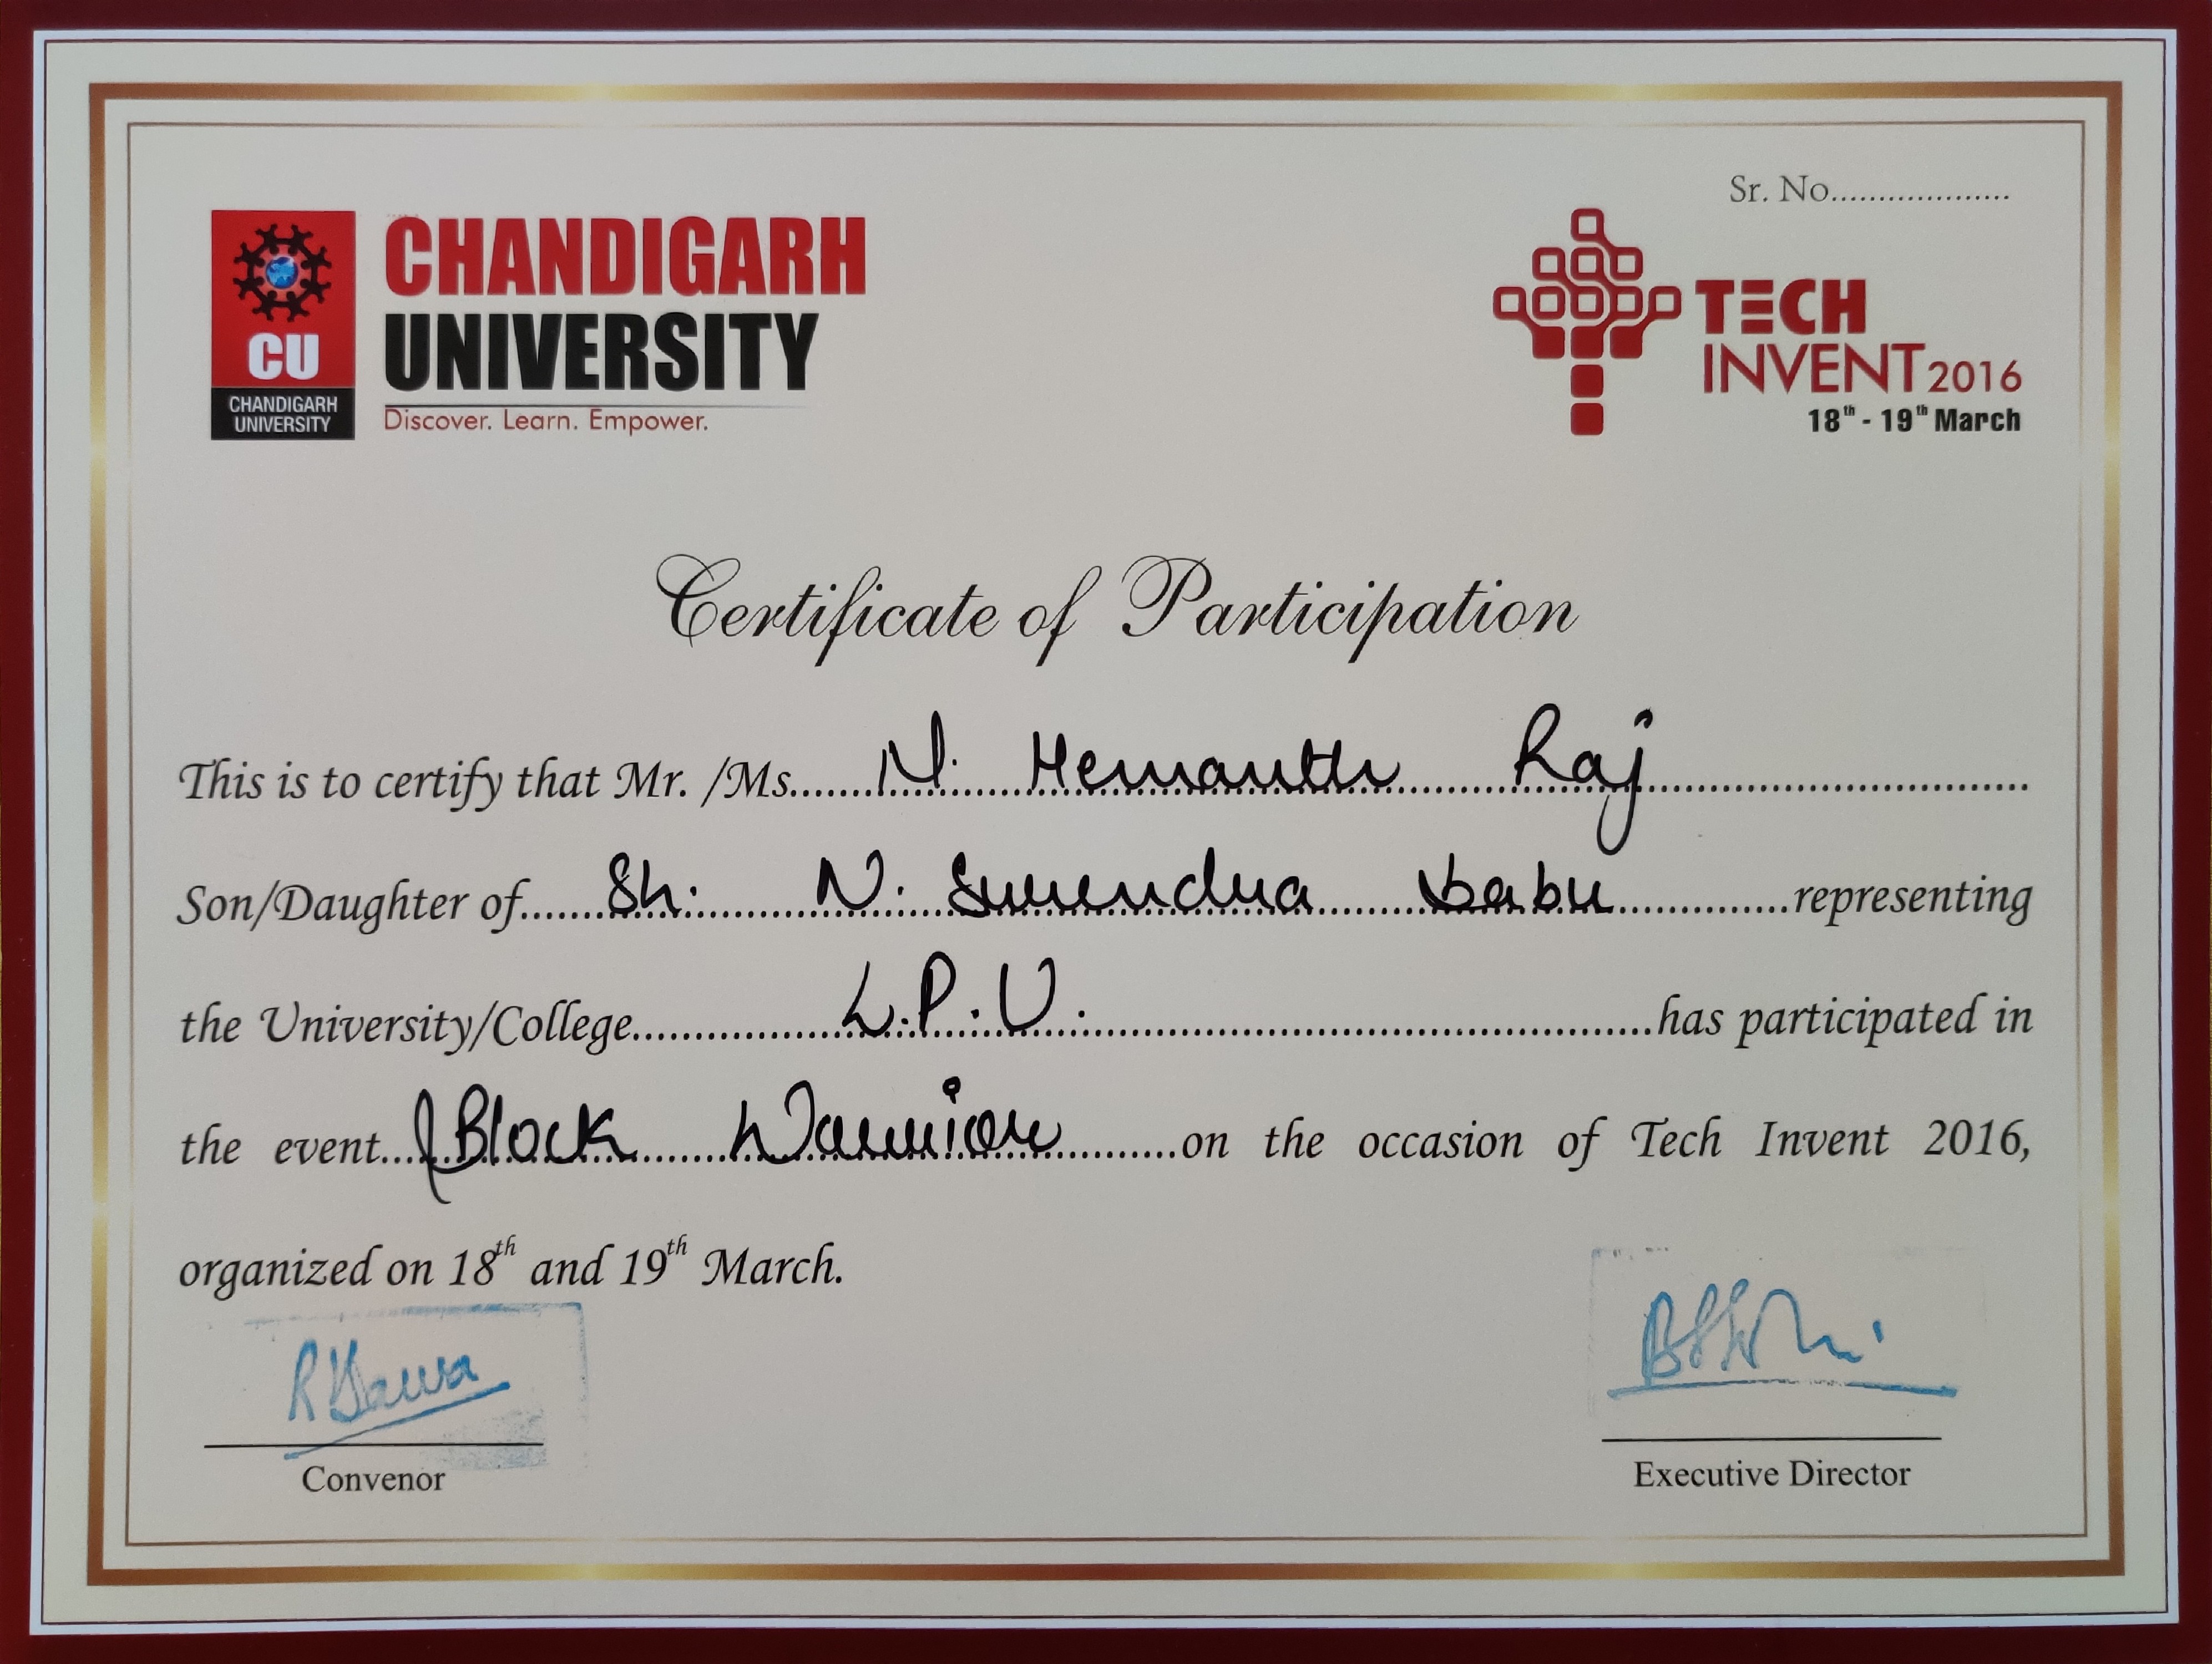 Sr. No...................
CU
CHANDIGARH
UNIVERSITY
CHANDIGARH
UNIVERSITY
Discover. Learn. Empower.
TECH
INVENT 2016
18th - 19th March
Certificate of Participation
This is to certify that Mr. /Ms. N. Hemanth Raj
Son/Daughter of Sh. N. Surendra babu representing
the University/College L.P.U. has participated in
the event Block Warrior on the occasion of Tech Invent 2016,
organized on 18th and 19th March.
Convenor
Executive Director